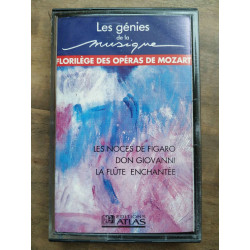 Les génies
de la
musique
FLORILÈGE DES OPÉRAS DE MOZART
LES NOCES DE FIGARO
DON GIOVANNI
LA FLÛTE ENCHANTÉE
EDITIONS
ATLAS